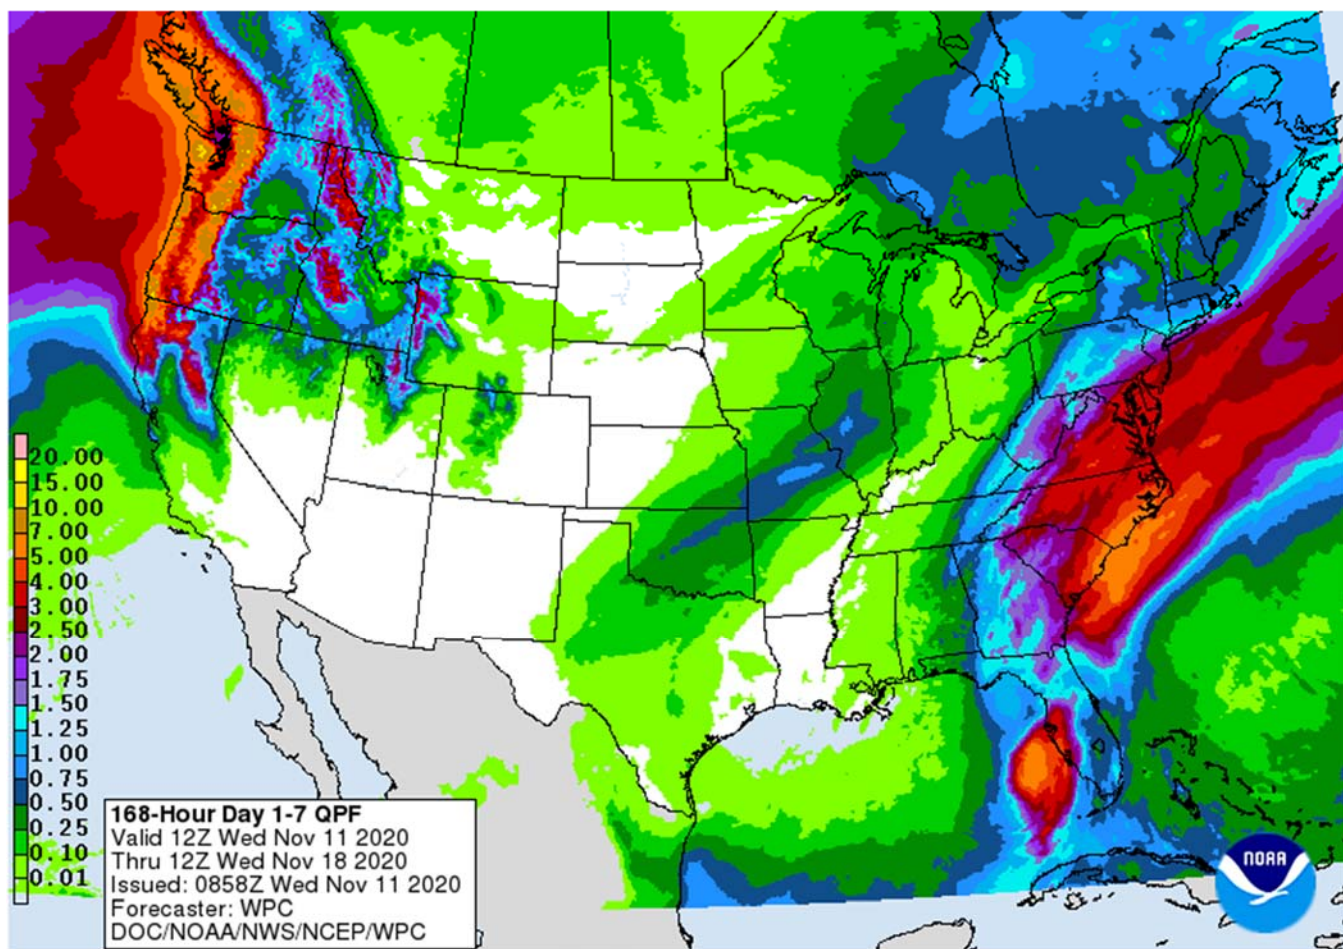 20.00
15.00
10.00
7.00
5.00
4.00
3.00
2.50
2.00
1.75
1.50
1.25
1.00
0.75
0.50
0.25
0.10
0.01
168-Hour Day 1-7 QPF
Valid 12Z Wed Nov 11 2020
Thru 12Z Wed Nov 18 2020
Issued: 0858Z Wed Nov 11 2020
Forecaster: WPC
DOC/NOAA/NWS/NCEP/WPC
NOAA